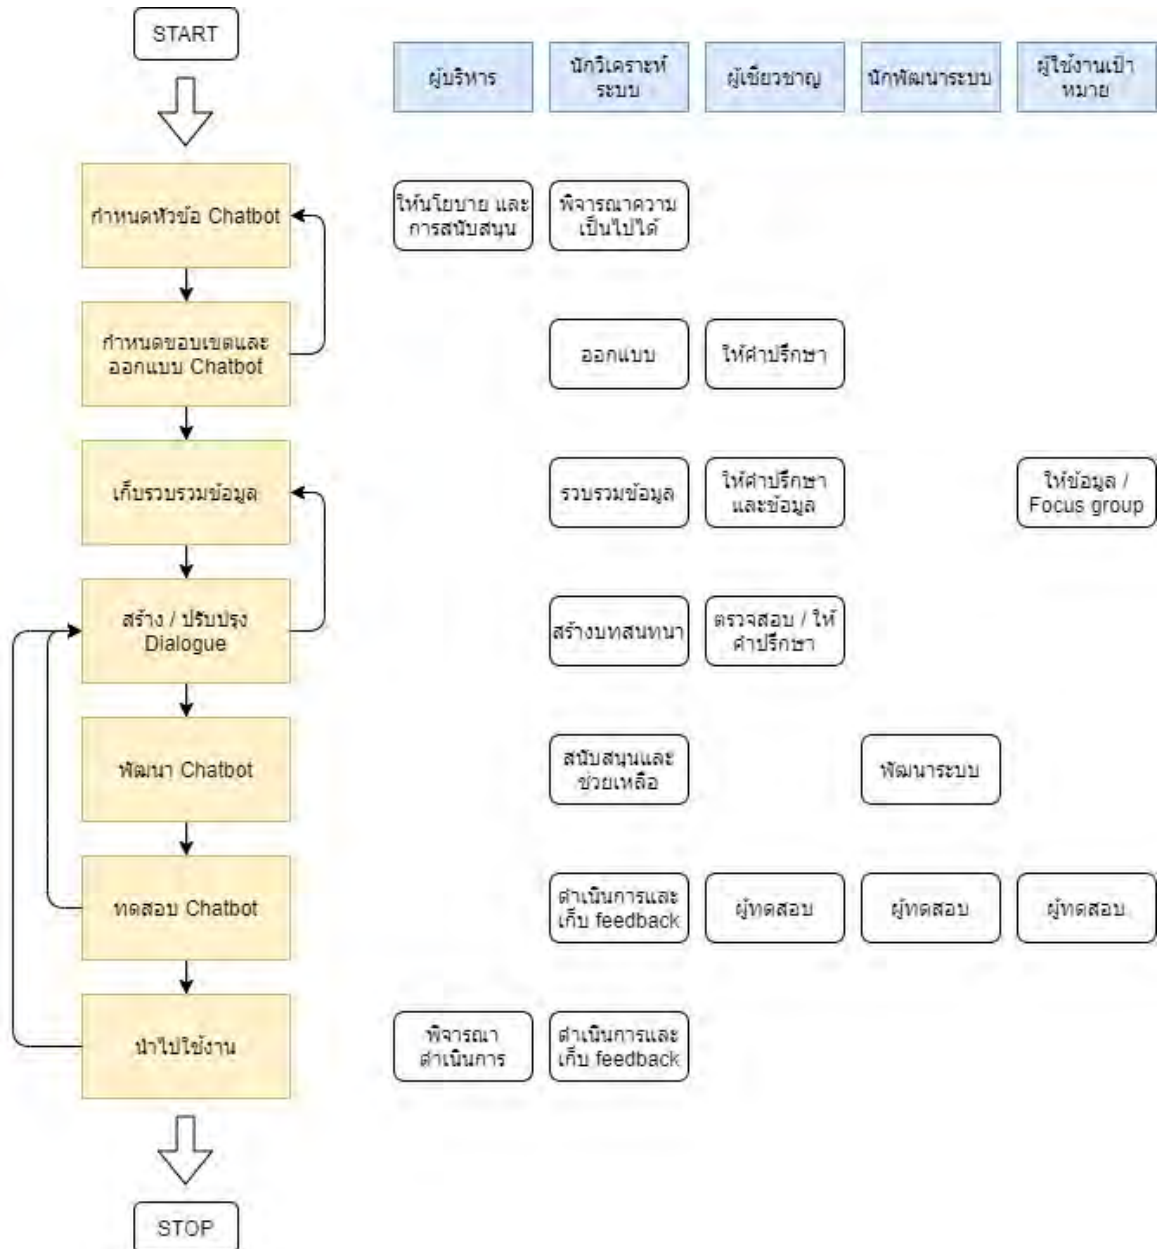 START
ผู้บริหาร
นักวิเคราะห์
ระบบ
ผู้เชี่ยวชาญ
นักพัฒนาระบบ
ผู้ใช้งานเป้า
หมาย
กำหนดหัวข้อ Chatbot
ให้นโยบาย และ
การสนับสนุน
พิจารณาความ
เป็นไปได้
กำหนดขอบเขตและ
ออกแบบ Chatbot
ออกแบบ
ให้คำปรึกษา
เก็บรวบรวมข้อมูล
รวบรวมข้อมูล
ให้คำปรึกษา
และข้อมูล
ให้ข้อมูล /
Focus group
สร้าง / ปรับปรุง
Dialogue
สร้างบทสนทนา
ตรวจสอบ / ให้
คำปรึกษา
พัฒนา Chatbot
สนับสนุนและ
ช่วยเหลือ
พัฒนาระบบ
ทดสอบ Chatbot
ดำเนินการและ
เก็บ feedback
ผู้ทดสอบ
ผู้ทดสอบ
ผู้ทดสอบ
นำไปใช้งาน
พิจารณา
ดำเนินการ
ดำเนินการและ
เก็บ feedback
STOP